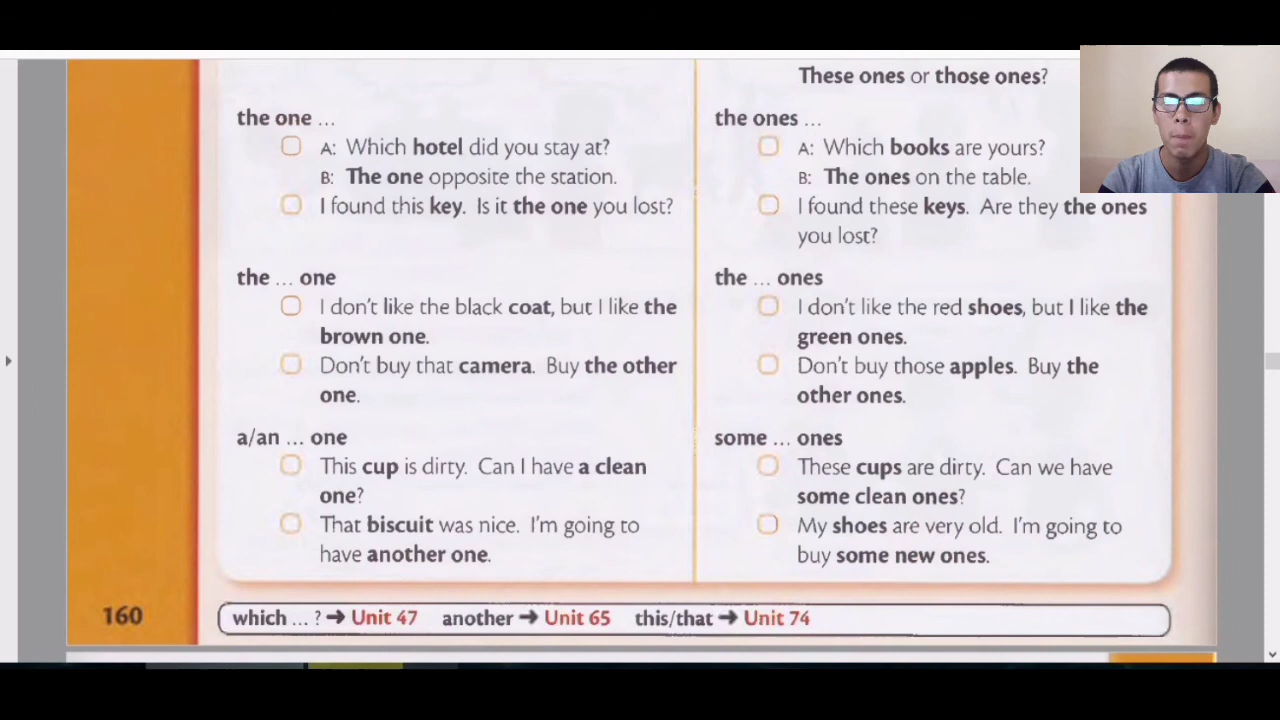 These ones or those ones?
the one ...
A: Which hotel did you stay at?
B: The one opposite the station.
I found this key. Is it the one you lost?
the ... one
I don't like the black coat, but I like the
brown one.
Don't buy that camera. Buy the other
one.
a/an ... one
This cup is dirty. Can I have a clean
one?
That biscuit was nice. I'm going to
have another one.
the ones ...
A: Which books are yours?
B: The ones on the table.
I found these keys. Are they the ones
you lost?
the ... ones
I don't like the red shoes, but I like the
green ones.
Don't buy those apples. Buy the
other ones.
some ... ones
These cups are dirty. Can we have
some clean ones?
My shoes are very old. I'm going to
buy some new ones.
160
which ... ? → Unit 47 another → Unit 65 this/that → Unit 74